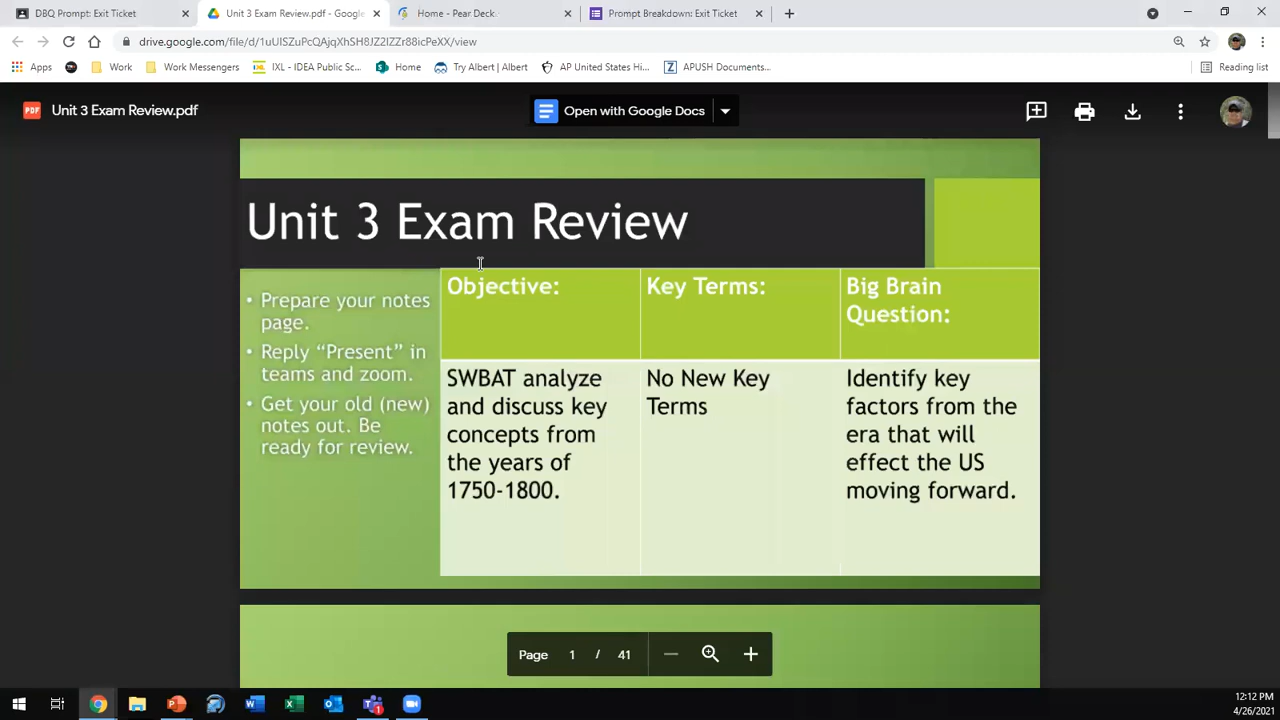 DBQ Prompt: Exit Ticket
Unit 3 Exam Review.pdf - Google
Home - Pear Deck.
Prompt Breakdown: Exit Ticket
drive.google.com/file/d/1uUISZuPcQAjqXhSH8JZ2IZZr88icPeXX/view
Apps
Work
Work Messengers
IXL - IDEA Public Sc...
Home
Try Albert | Albert
AP United States Hi...
APUSH Documents...
Reading list
PDF
Unit 3 Exam Review.pdf
Open with Google Docs
Unit 3 Exam Review
• Prepare your notes
page.
• Reply “Present” in
teams and zoom.
• Get your old (new)
notes out. Be
ready for review.
Objective:
Key Terms:
Big Brain
Question:
SWBAT analyze
and discuss key
concepts from
the years of
1750-1800.
No New Key
Terms
Identify key
factors from the
era that will
effect the US
moving forward.
Page 1 / 41
12:12 PM
4/26/2021